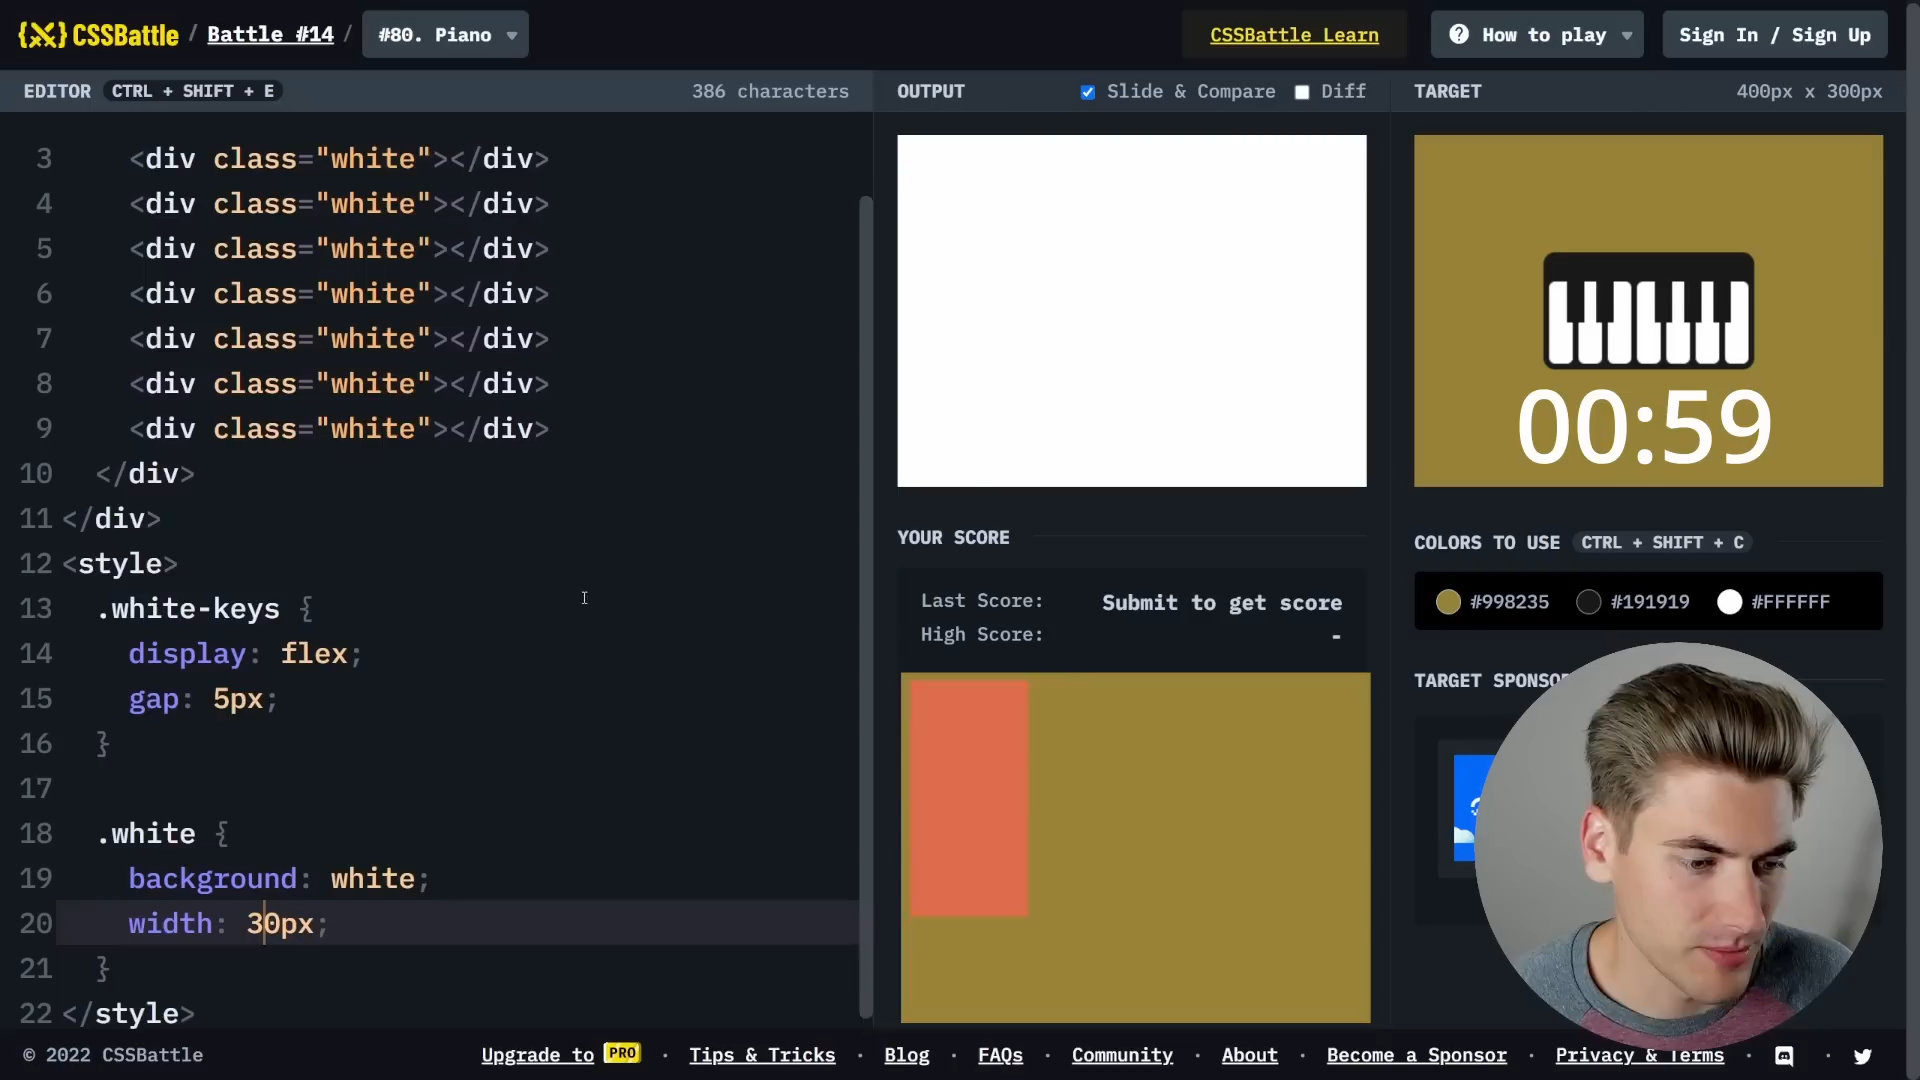 CSSBattle / Battle #14 / #80. Piano
CSSBattle Learn
How to play
Sign In / Sign Up
EDITOR CTRL + SHIFT + E 386 characters
3 <div class="white"></div>
4 <div class="white"></div>
5 <div class="white"></div>
6 <div class="white"></div>
7 <div class="white"></div>
8 <div class="white"></div>
9 <div class="white"></div>
10 </div>
11 </div>
12 <style>
13 .white-keys {
14 display: flex;
15 gap: 5px;
16 }
17
18 .white {
19 background: white;
20 width: 30px;
21 }
22 </style>
OUTPUT Slide & Compare Diff
YOUR SCORE
Last Score: Submit to get score
High Score: -
TARGET 400px x 300px
00:59
COLORS TO USE CTRL + SHIFT + C
#998235 #191919 #FFFFFF
TARGET
© 2022 CSSBattle
Upgrade to PRO · Tips & Tricks · Blog · FAQs · Community · About · Become a Sponsor · Privacy & Terms · ·